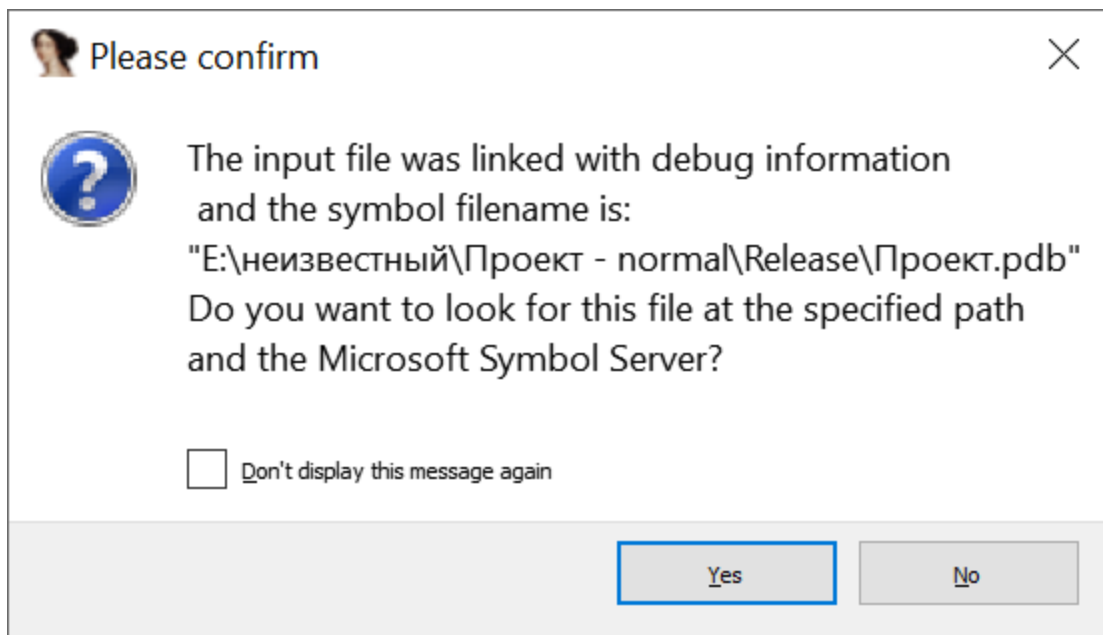 Please confirm
The input file was linked with debug information
and the symbol filename is:
"E:\неизвестный\Проект - normal\Release\Проект.pdb"
Do you want to look for this file at the specified path
and the Microsoft Symbol Server?
Don't display this message again
Yes
No